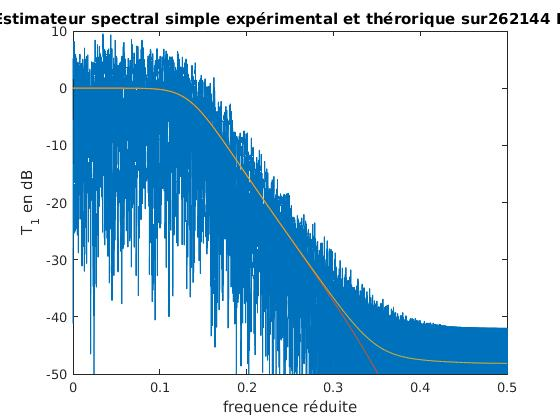 Estimateur spectral simple expérimental et thérorique sur262144
10
0
-10
-20
-30
-40
-50
T1 en dB
0 0.1 0.2 0.3 0.4 0.5
frequence réduite